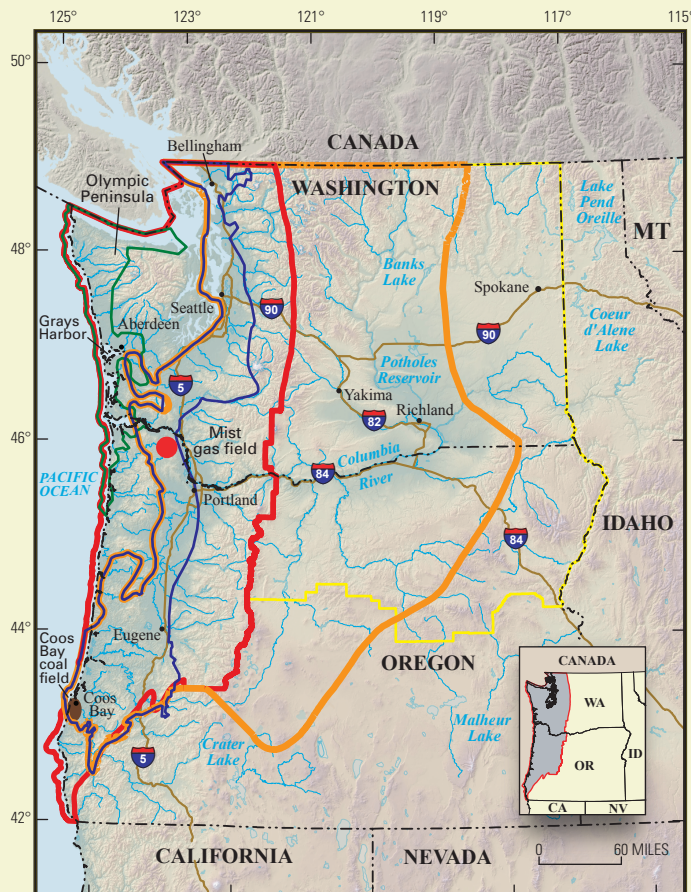 125°
123°
121°
119°
117°
115°
50°
48°
46°
44°
42°
Bellingham
CANADA
WASHINGTON
Olympic
Peninsula
Lake
Pend
Oreille
MT
Banks
Lake
Spokane
Seattle
90
90
Coeur
d'Alene
Lake
Grays
Harbor
Aberdeen
5
Potholes
Reservoir
Yakima
82
Richland
Mist
gas field
Columbia
River
84
PACIFIC
OCEAN
Portland
IDAHO
84
Coos
Bay
coal
field
Eugene
OREGON
Coos
Bay
Crater
Lake
Malheur
Lake
5
CANADA
WA
OR
ID
CA
NV
CALIFORNIA
NEVADA
0
60 MILES